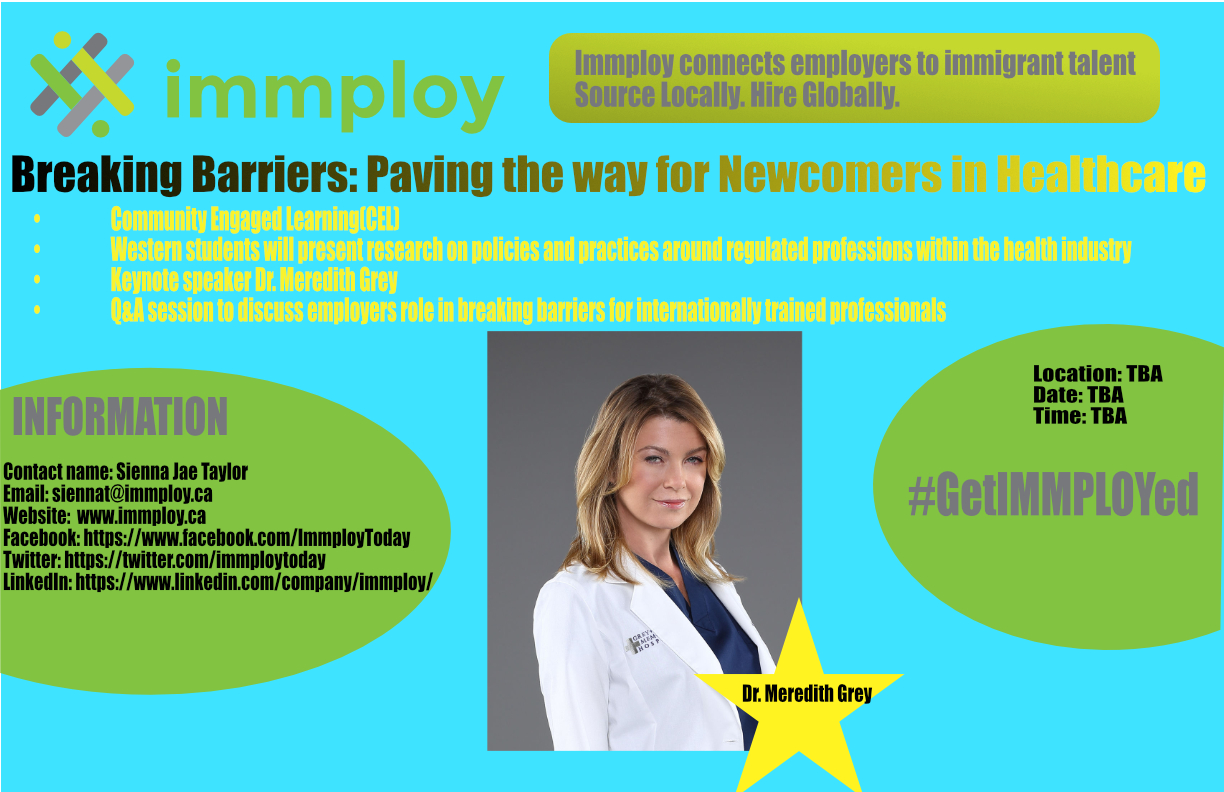 immploy
Immploy connects employers to immigrant talent
Source Locally. Hire Globally.
Breaking Barriers: Paving the way for Newcomers in Healthcare
• Community Engaged Learning(CEL)
• Western students will present research on policies and practices around regulated professions within the health industry
• Keynote speaker Dr. Meredith Grey
• Q&A session to discuss employers role in breaking barriers for internationally trained professionals
INFORMATION
Contact name: Sienna Jae Taylor
Email: siennat@immploy.ca
Website: www.immploy.ca
Facebook: https://www.facebook.com/ImmployToday
Twitter: https://twitter.com/immploytoday
LinkedIn: https://www.linkedin.com/company/immploy/
Location: TBA
Date: TBA
Time: TBA
#GetIMMPLOYed
GREY
Dr. Meredith Grey